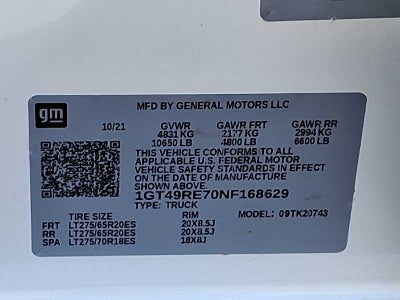 gm
MFD BY GENERAL MOTORS LLC
10/21 GVWR GAWR FRT GAWR RR
4831 KG 2177 KG 2994 KG
10650 LB 4800 LB 6600 LB
THIS VEHICLE CONFORMS TO ALL
APPLICABLE U.S. FEDERAL MOTOR
VEHICLE SAFETY STANDARDS IN EFFECT
ON THE DATE OF MANUFACTURE
SHOWN ABOVE.
1GT49RE70NF168629
TYPE: TRUCK
TIRE SIZE RIM MODEL: 09TK20743
FRT LT275/65R20ES 20X8.5J
RR LT275/65R20ES 20X8.5J
SPA LT275/70R18ES 18X8J